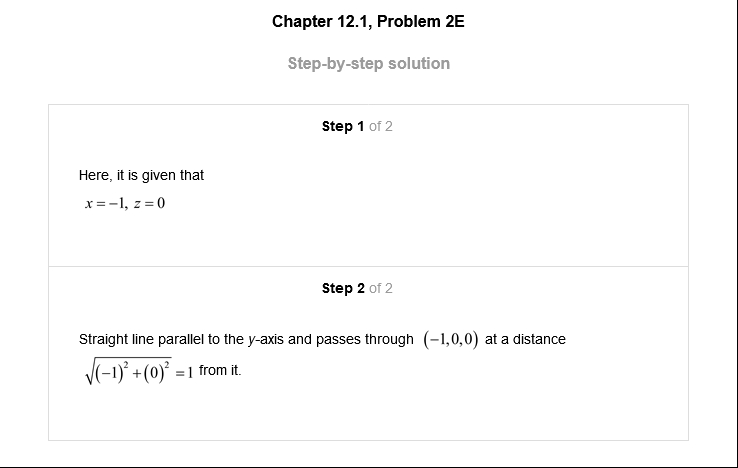 Chapter 12.1, Problem 2E
Step-by-step solution
Step 1 of 2
Here, it is given that
x = −1, z = 0
Step 2 of 2
Straight line parallel to the y-axis and passes through (−1,0,0) at a distance
√((−1)² + (0)²) = 1 from it.